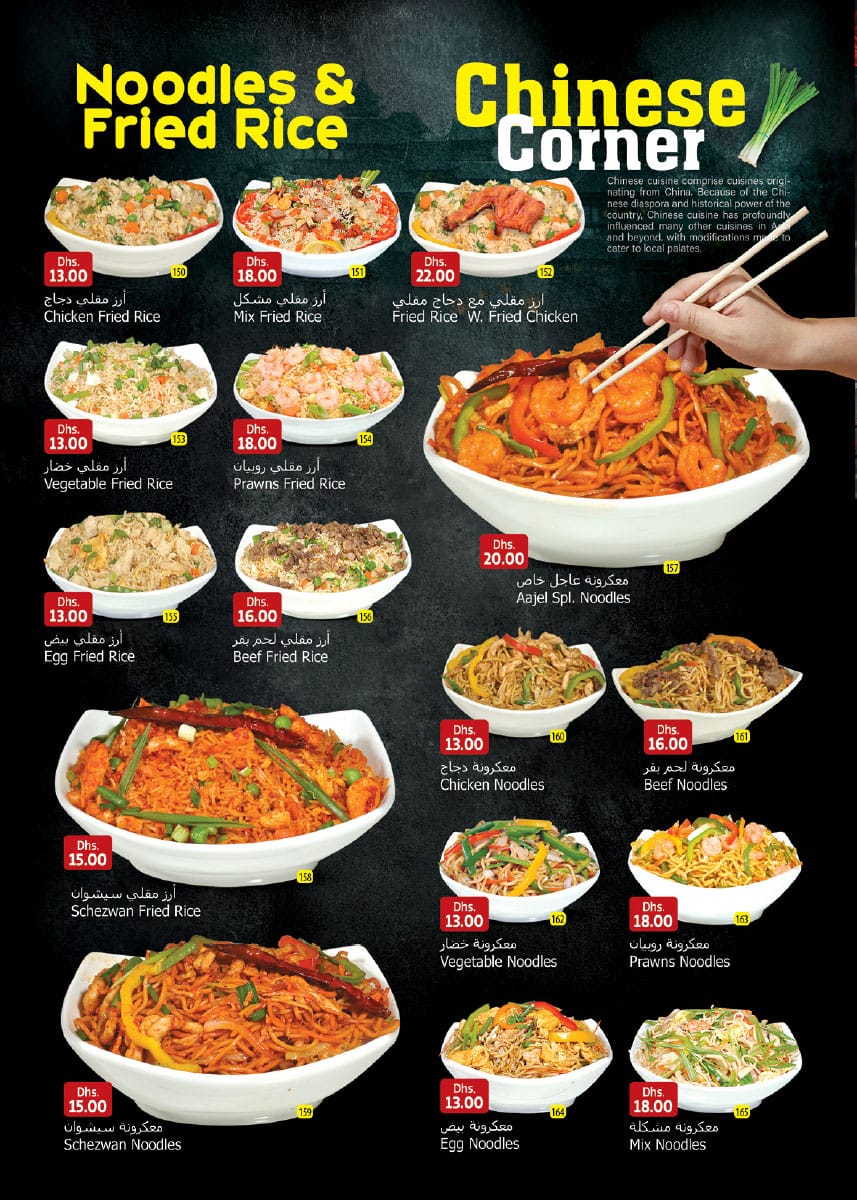 Noodles &
Fried Rice
Chinese
Corner
Chinese cuisine comprise cuisines origi-
nating from China. Because of the Chi-
nese diaspora and historical power of the
country, Chinese cuisine has profoundly
influenced many other cuisines in Asia
and beyond, with modifications made to
cater to local palates.
Dhs.
13.00
150
أرز مقلي دجاج
Chicken Fried Rice
Dhs.
18.00
151
أرز مقلي مشكل
Mix Fried Rice
Dhs.
22.00
152
ارز مقلي مع دجاج مقلي
Fried Rice W. Fried Chicken
Dhs.
13.00
153
أرز مقلي خضار
Vegetable Fried Rice
Dhs.
18.00
154
أرز مقلي روبيان
Prawns Fried Rice
Dhs.
20.00
157
معكرونة عاجل خاص
Aajel Spl. Noodles
Dhs.
13.00
155
أرز مقلي بيض
Egg Fried Rice
Dhs.
16.00
156
أرز مقلي لحم بقر
Beef Fried Rice
Dhs.
13.00
160
معكرونة دجاج
Chicken Noodles
Dhs.
16.00
161
معكرونة لحم بقر
Beef Noodles
Dhs.
15.00
158
أرز مقلي سيشوان
Schezwan Fried Rice
Dhs.
13.00
162
معكرونة خضار
Vegetable Noodles
Dhs.
18.00
163
معكرونة روبيان
Prawns Noodles
Dhs.
15.00
159
معكرونة سيشوان
Schezwan Noodles
Dhs.
13.00
164
معكرونة بيض
Egg Noodles
Dhs.
18.00
165
معكرونة مشكلة
Mix Noodles